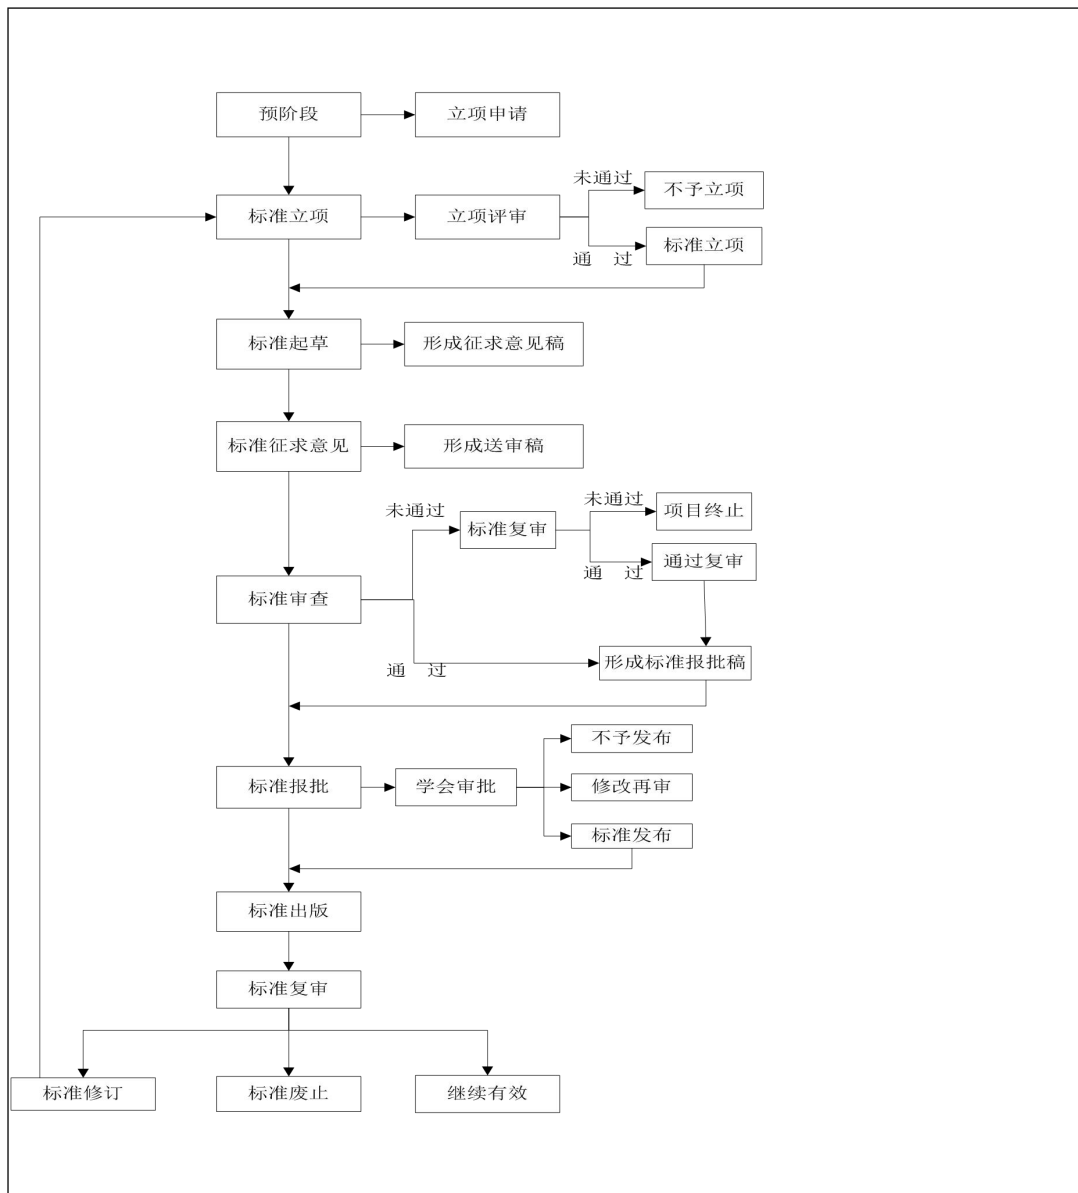 预阶段
立项申请
未通过
不予立项
标准立项
立项评审
标准立项
通 过
标准起草
形成征求意见稿
标准征求意见
形成送审稿
未通过
未通过
项目终止
标准复审
通过复审
通 过
标准审查
形成标准报批稿
通 过
不予发布
标准报批
学会审批
修改再审
标准发布
标准出版
标准复审
标准修订
标准废止
继续有效